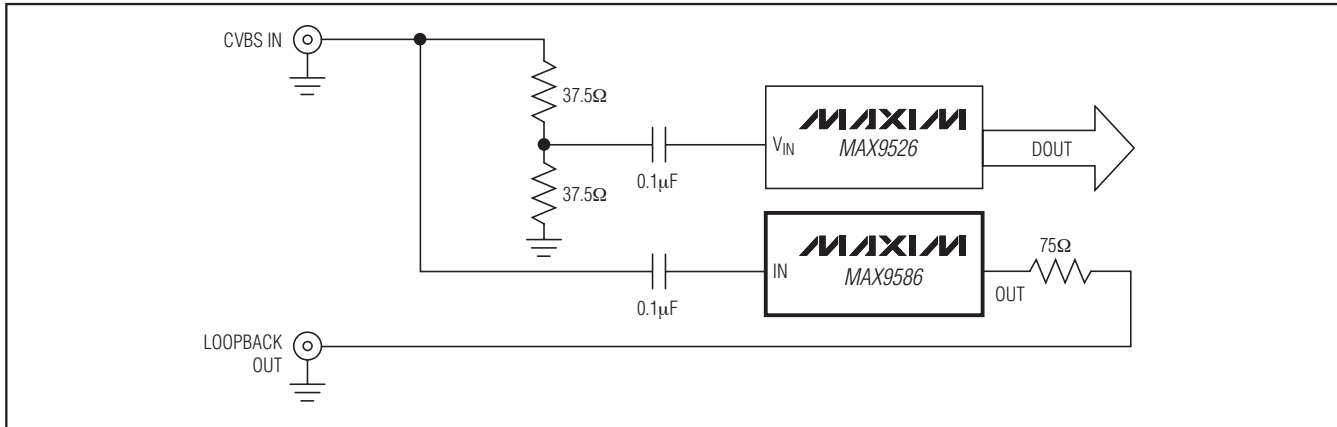 CVBS IN
37.5Ω
37.5Ω
0.1µF
VIN
MAXIM
MAX9526
DOUT
0.1µF
IN
MAXIM
MAX9586
OUT
75Ω
LOOPBACK
OUT